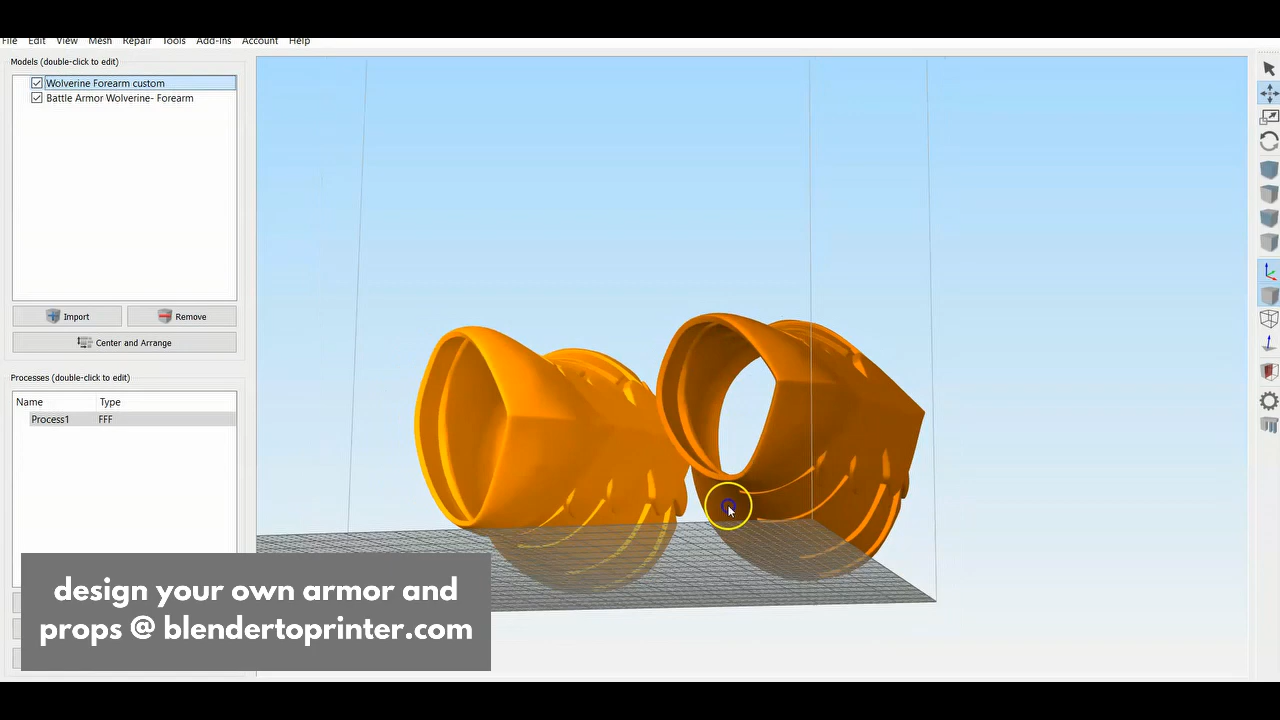 File Edit View Mesh Repair Tools Add-Ins Account Help
Models (double-click to edit)
Wolverine Forearm custom
Battle Armor Wolverine- Forearm
Import Remove
Center and Arrange
Processes (double-click to edit)
Name Type
Process1 FFF
design your own armor and
props @ blendertoprinter.com